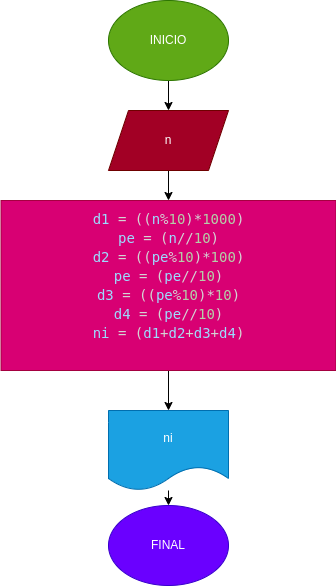 INICIO
n
d1 = ((n%10)*1000)
pe = (n//10)
d2 = ((pe%10)*100)
pe = (pe//10)
d3 = ((pe%10)*10)
d4 = (pe//10)
ni = (d1+d2+d3+d4)
ni
FINAL